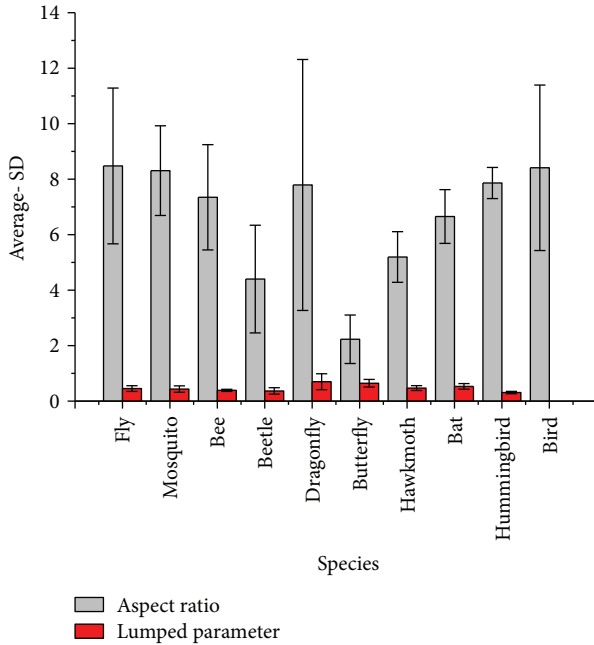 14
12
10
8
6
4
2
0
Average- SD
Fly
Mosquito
Bee
Beetle
Dragonfly
Butterfly
Hawkmoth
Bat
Hummingbird
Bird
Species
Aspect ratio
Lumped parameter